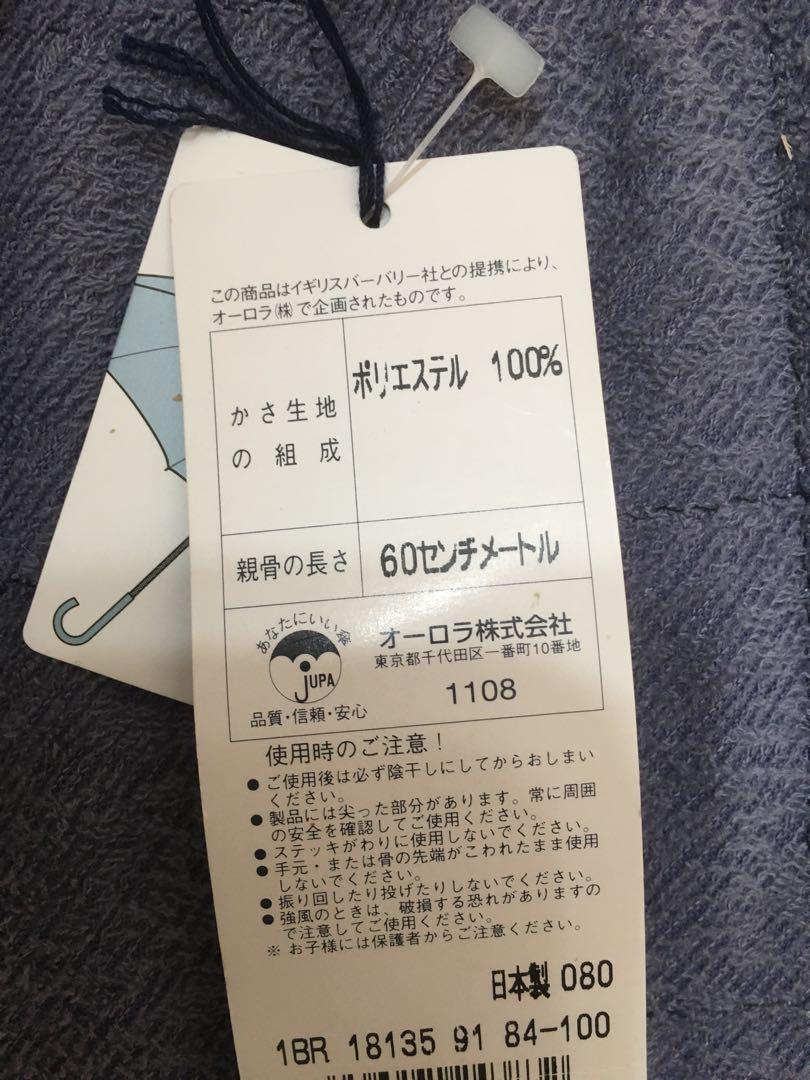 この商品はイギリスバーバリー社との提携により、
オーロラ㈱で企画されたものです。
かさ生地
の組成
ポリエステル 100%
親骨の長さ
60センチメートル
あなたにいい傘
JUPA
品質・信頼・安心
オーロラ株式会社
東京都千代田区一番町10番地
1108
使用時のご注意!
● ご使用後は必ず陰干しにしてからおしまい
ください。
● 製品には尖った部分があります。常に周囲
の安全を確認してご使用ください。
● ステッキがわりに使用しないでください。
● 手元・または骨の先端がこわれたまま使用
しないでください。
● 振り回したり投げたりしないでください。
● 強風のときは、破損する恐れがありますの
で注意してご使用ください。
※ お子様には保護者からご注意ください。
日本製 080
1BR 18135 91 84-100